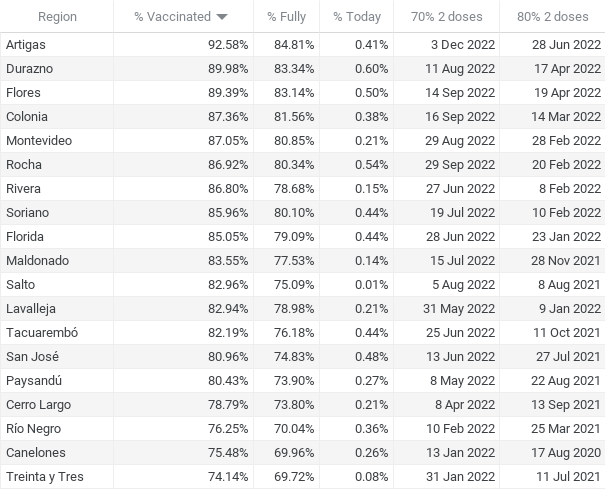 Region % Vaccinated % Fully % Today 70% 2 doses 80% 2 doses
Artigas 92.58% 84.81% 0.41% 3 Dec 2022 28 Jun 2022
Durazno 89.98% 83.34% 0.60% 11 Aug 2022 17 Apr 2022
Flores 89.39% 83.14% 0.50% 14 Sep 2022 19 Apr 2022
Colonia 87.36% 81.56% 0.38% 16 Sep 2022 14 Mar 2022
Montevideo 87.05% 80.85% 0.21% 29 Aug 2022 28 Feb 2022
Rocha 86.92% 80.34% 0.54% 29 Sep 2022 20 Feb 2022
Rivera 86.80% 78.68% 0.15% 27 Jun 2022 8 Feb 2022
Soriano 85.96% 80.10% 0.44% 19 Jul 2022 10 Feb 2022
Florida 85.05% 79.09% 0.44% 28 Jun 2022 23 Jan 2022
Maldonado 83.55% 77.53% 0.14% 15 Jul 2022 28 Nov 2021
Salto 82.96% 75.09% 0.01% 5 Aug 2022 8 Aug 2021
Lavalleja 82.94% 78.98% 0.21% 31 May 2022 9 Jan 2022
Tacuarembó 82.19% 76.18% 0.44% 25 Jun 2022 11 Oct 2021
San José 80.96% 74.83% 0.48% 13 Jun 2022 27 Jul 2021
Paysandú 80.43% 73.90% 0.27% 8 May 2022 22 Aug 2021
Cerro Largo 78.79% 73.80% 0.21% 8 Apr 2022 13 Sep 2021
Río Negro 76.25% 70.04% 0.36% 10 Feb 2022 25 Mar 2021
Canelones 75.48% 69.96% 0.26% 13 Jan 2022 17 Aug 2020
Treinta y Tres 74.14% 69.72% 0.08% 31 Jan 2022 11 Jul 2021